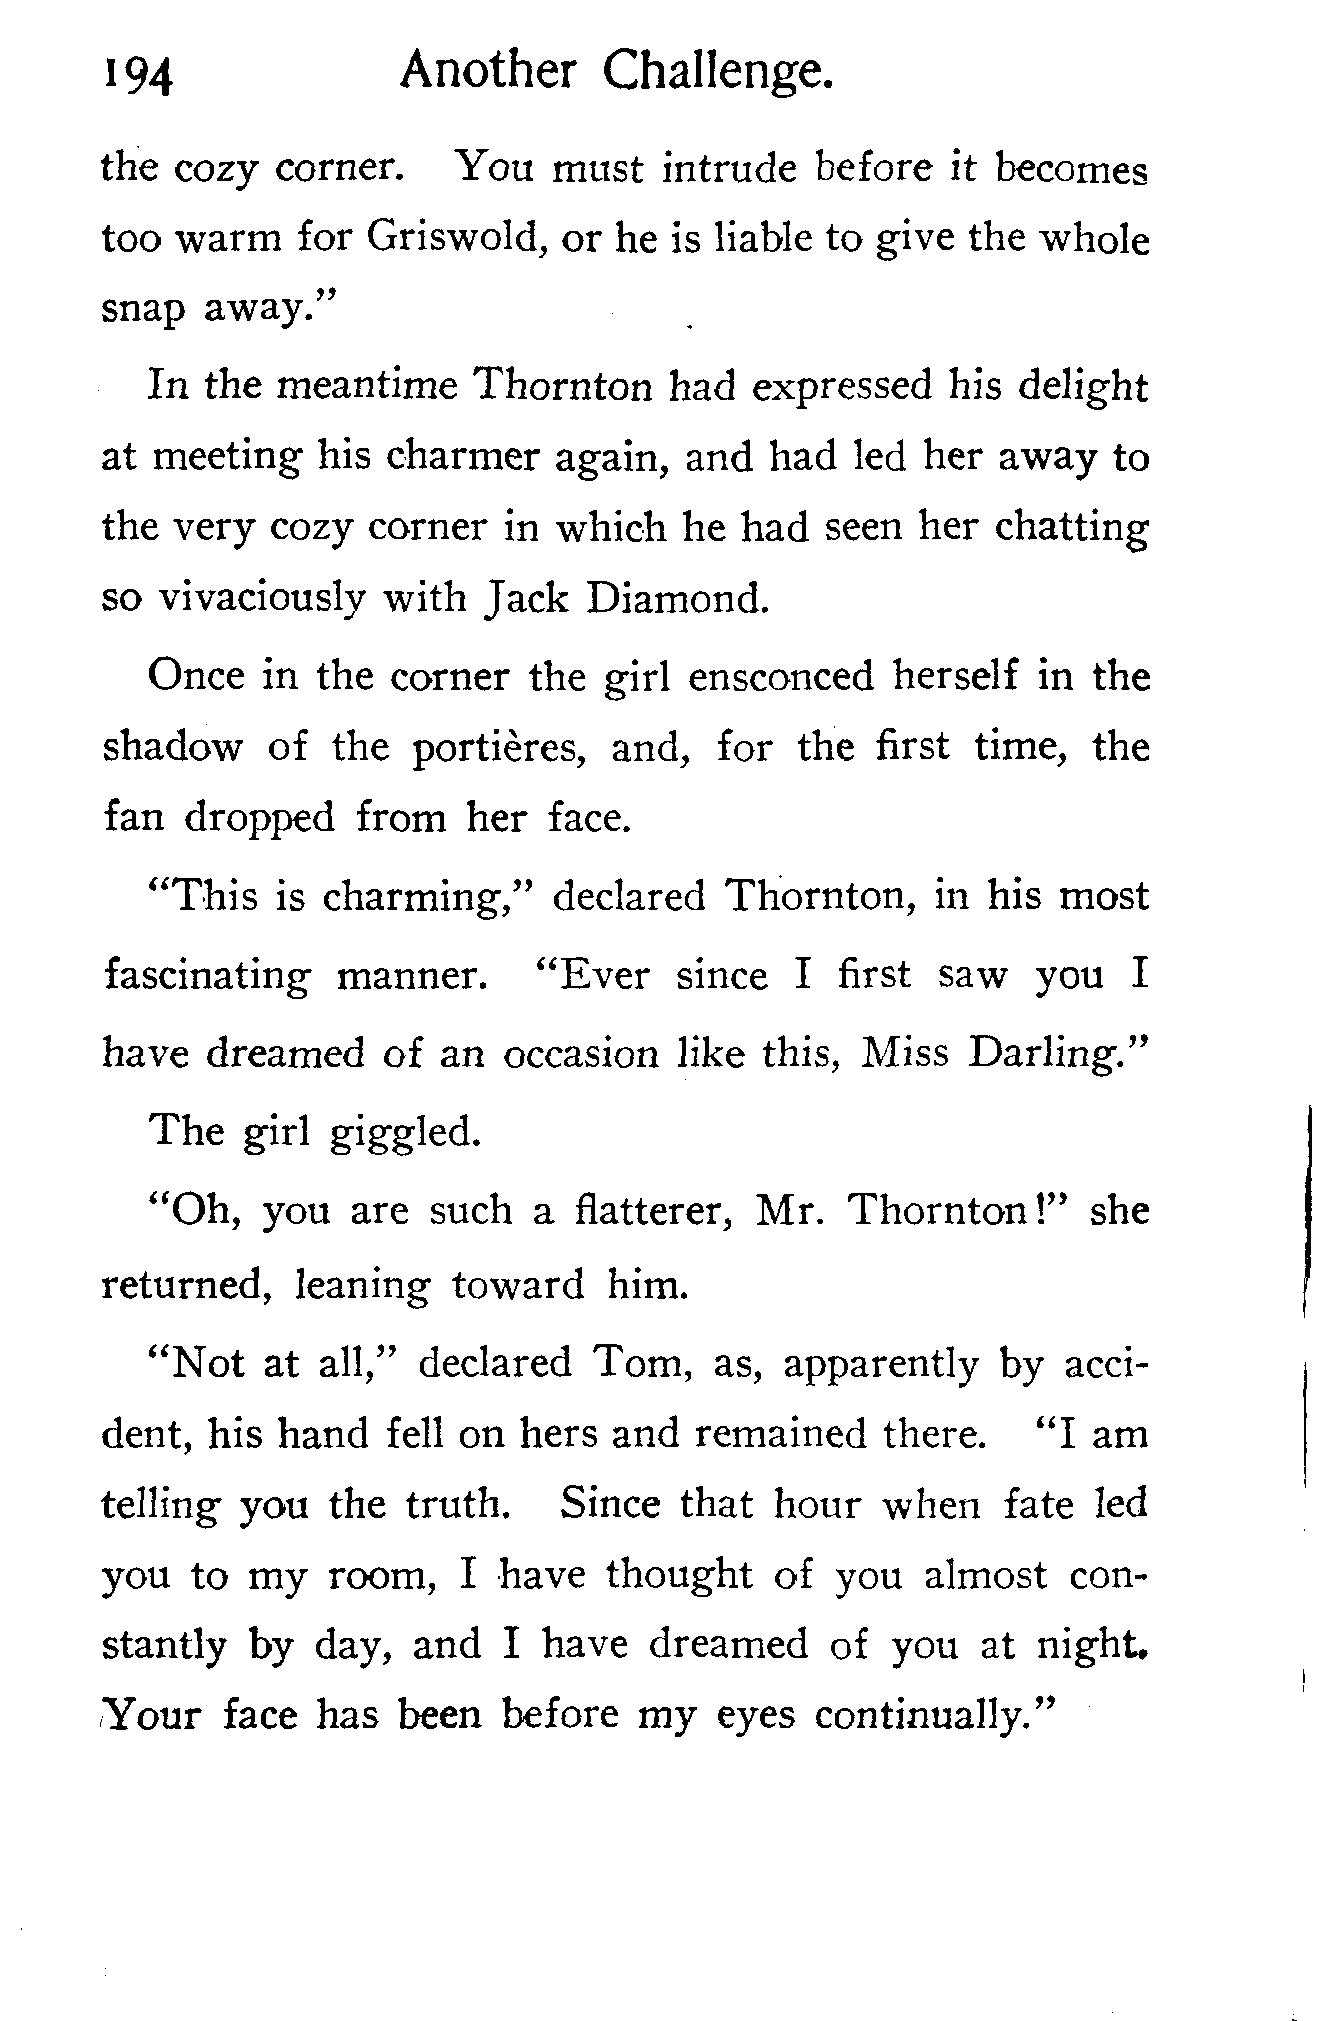 194 Another Challenge.
the cozy corner. You must intrude before it becomes
too warm for Griswold, or he is liable to give the whole
snap away.”
In the meantime Thornton had expressed his delight
at meeting his charmer again, and had led her away to
the very cozy corner in which he had seen her chatting
so vivaciously with Jack Diamond.
Once in the corner the girl ensconced herself in the
shadow of the portières, and, for the first time, the
fan dropped from her face.
“This is charming,” declared Thornton, in his most
fascinating manner. “Ever since I first saw you I
have dreamed of an occasion like this, Miss Darling.”
The girl giggled.
“Oh, you are such a flatterer, Mr. Thornton!” she
returned, leaning toward him.
“Not at all,” declared Tom, as, apparently by acci-
dent, his hand fell on hers and remained there. “I am
telling you the truth. Since that hour when fate led
you to my room, I have thought of you almost con-
stantly by day, and I have dreamed of you at night.
Your face has been before my eyes continually.”